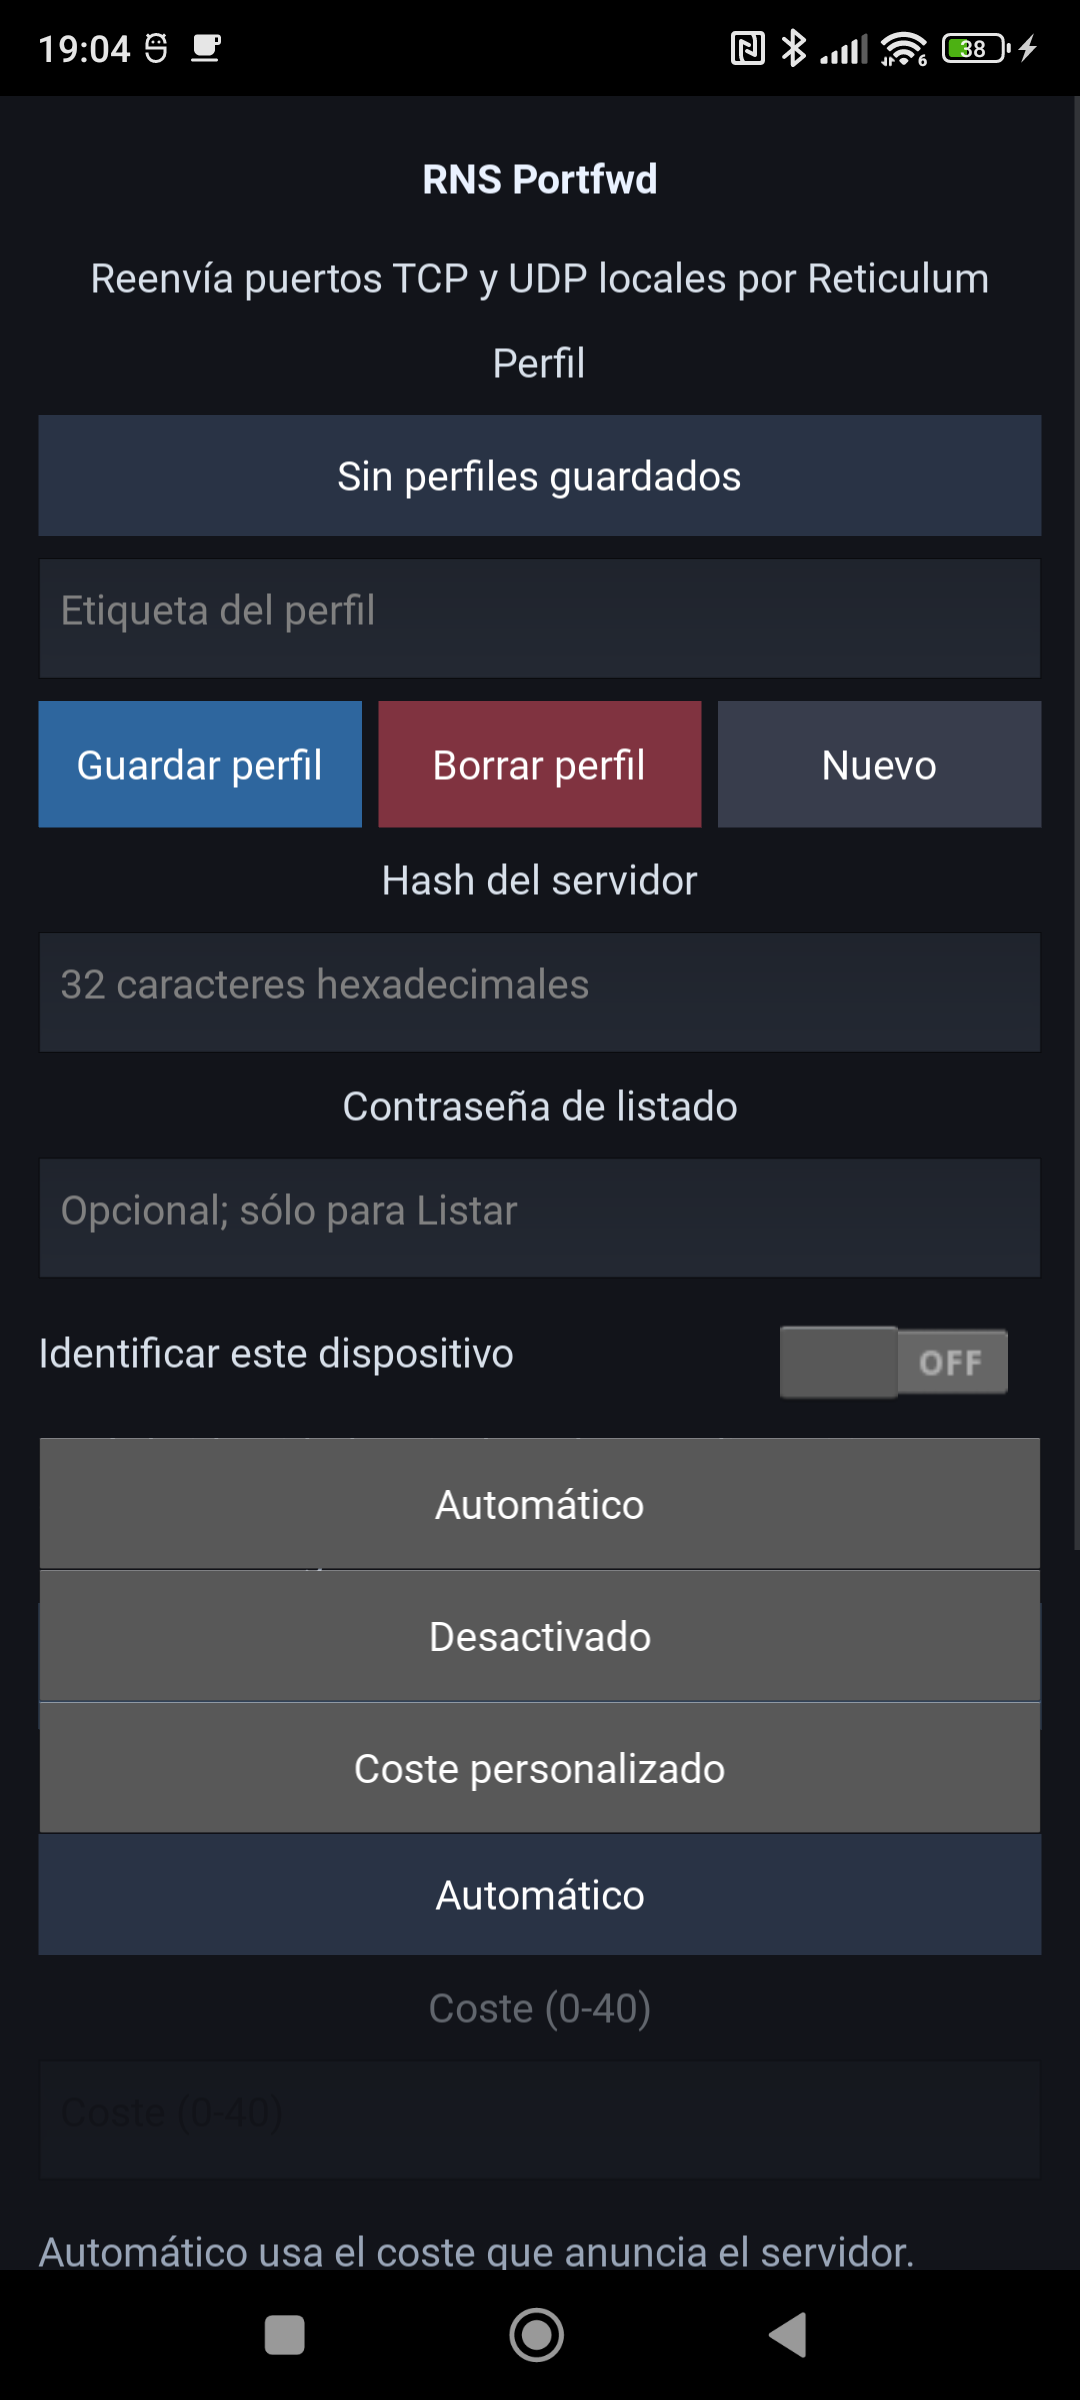 19:04
6
38
RNS Portfwd
Reenvía puertos TCP y UDP locales por Reticulum
Perfil
Sin perfiles guardados
Etiqueta del perfil
Guardar perfil
Borrar perfil
Nuevo
Hash del servidor
32 caracteres hexadecimales
Contraseña de listado
Opcional; sólo para Listar
Identificar este dispositivo
OFF
Automático
Desactivado
Coste personalizado
Automático
Coste (0-40)
Coste (0-40)
Automático usa el coste que anuncia el servidor.